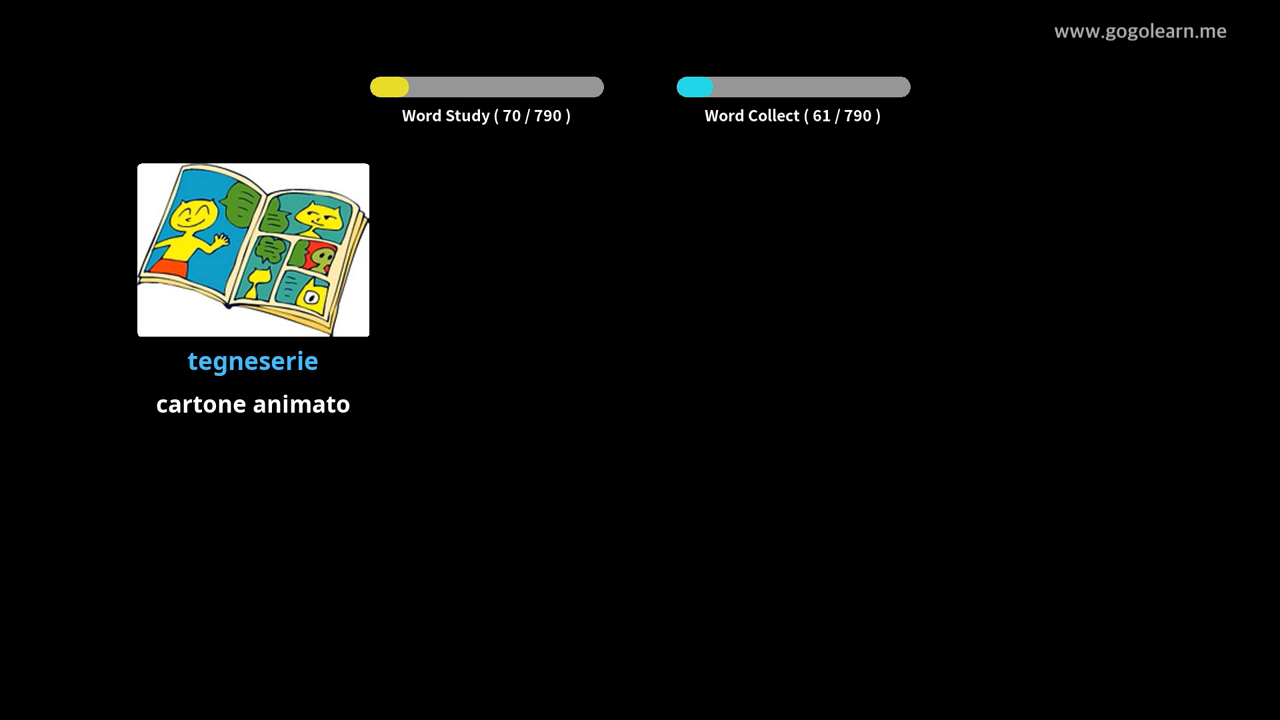 www.gogolearn.me
Word Study ( 70 / 790 )
Word Collect ( 61 / 790 )
tegneserie
cartone animato